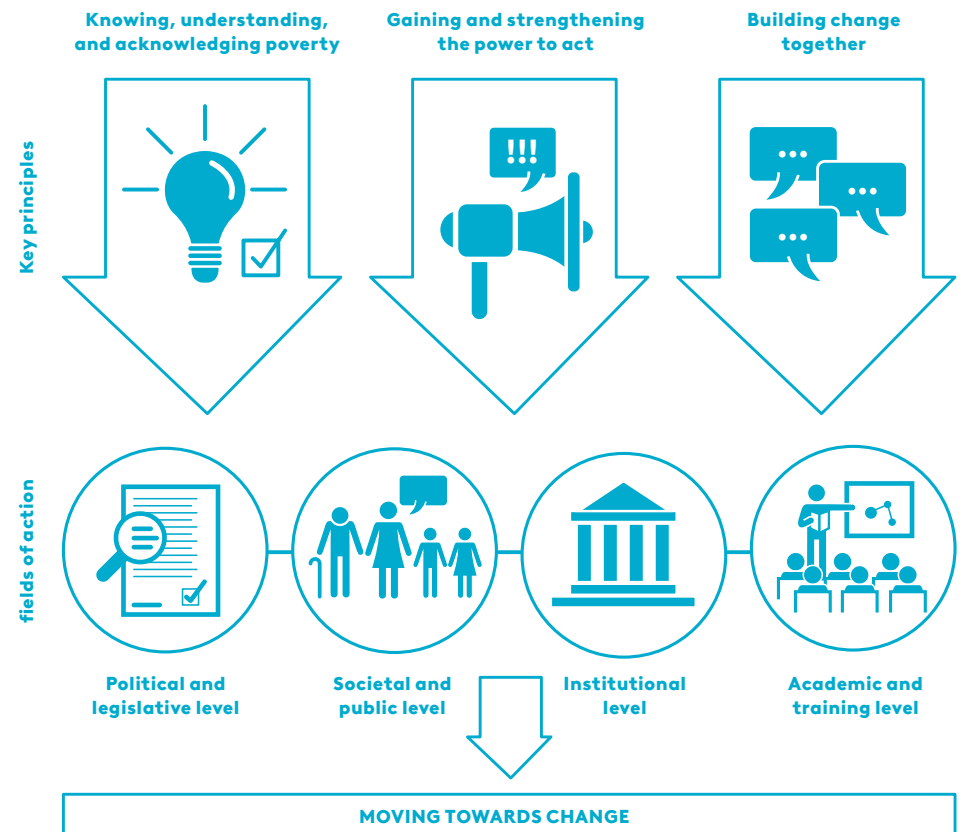 Knowing, understanding,
and acknowledging poverty
Gaining and strengthening
the power to act
Building change
together
Key principles
!!!
...
...
...
fields of action
Political and
legislative level
Societal and
public level
Institutional
level
Academic and
training level
MOVING TOWARDS CHANGE